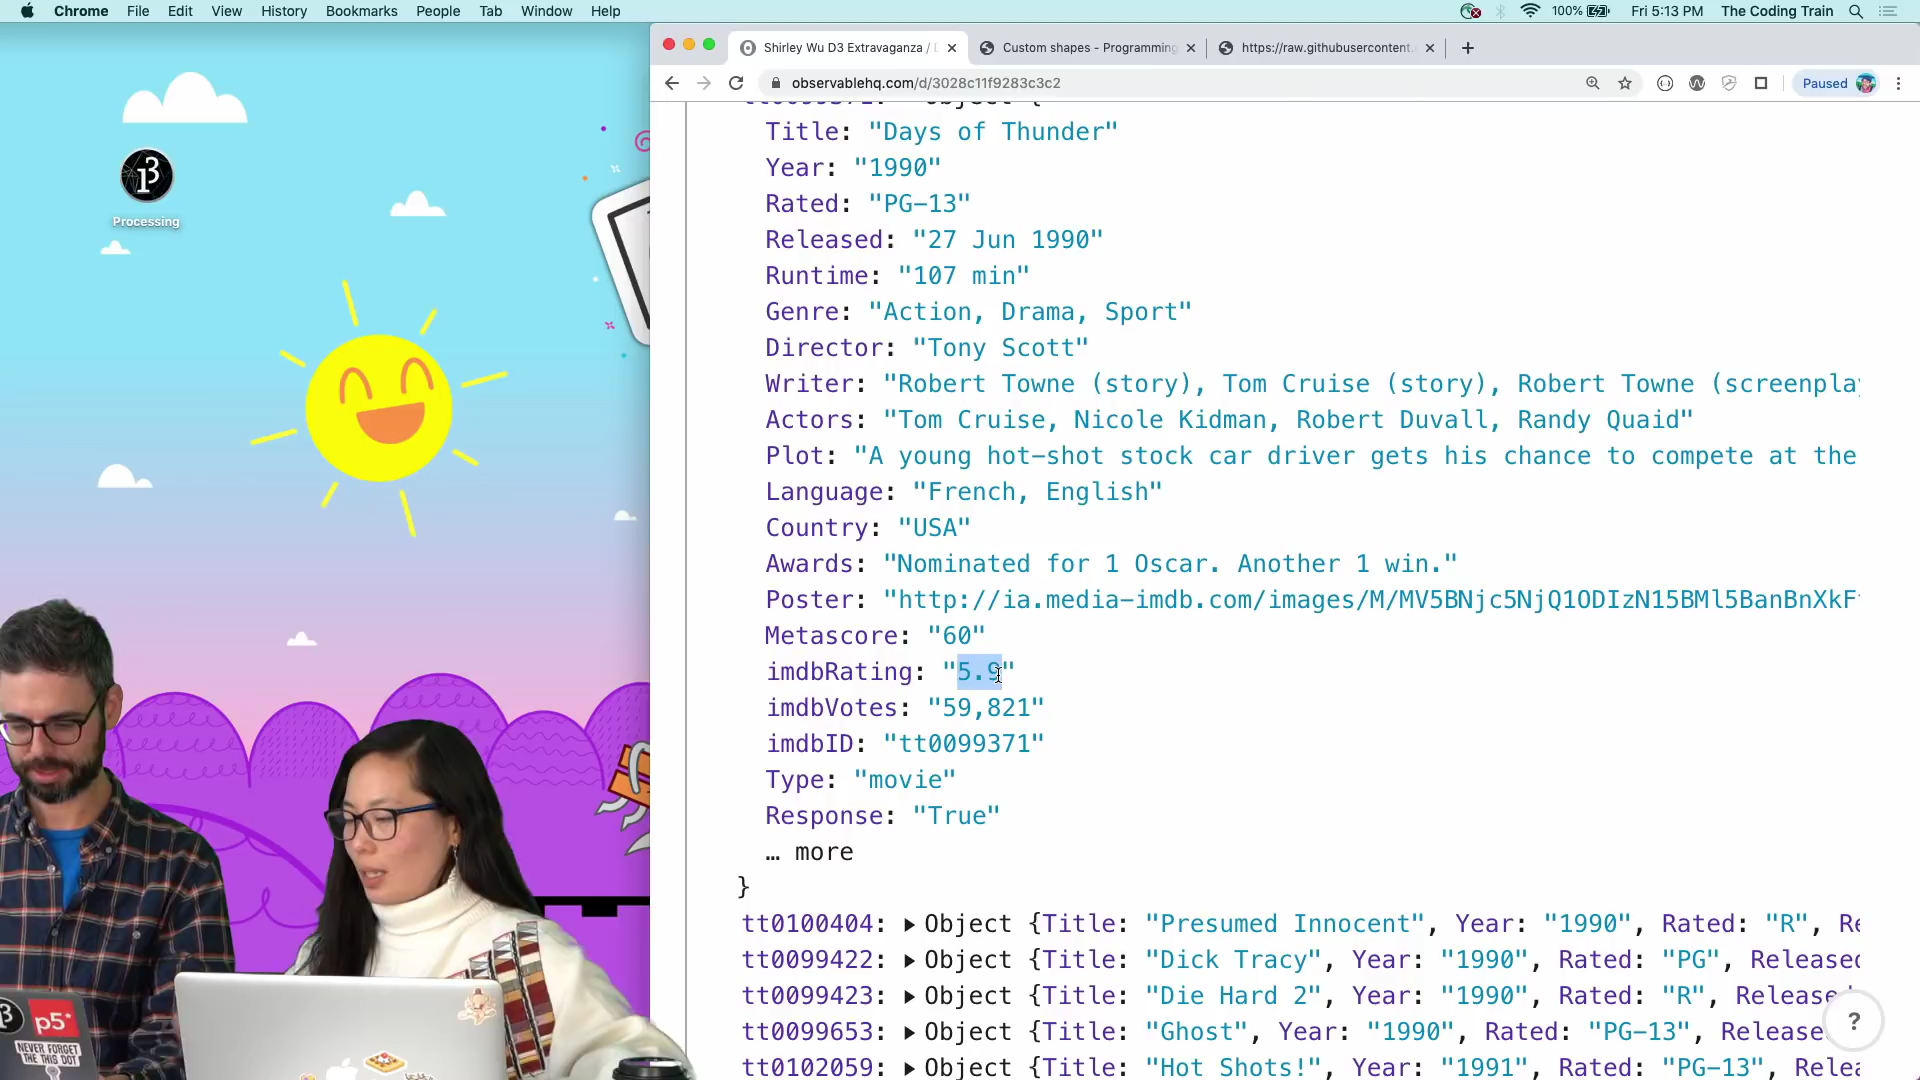 Chrome File Edit View History Bookmarks People Tab Window Help 100% Fri 5:13 PM The Coding Train
Shirley Wu D3 Extravaganza / Custom shapes - Programming https://raw.githubusercontent.
observablehq.com/d/3028c11f9283c3c2 Paused
Processing
Title: "Days of Thunder"
Year: "1990"
Rated: "PG-13"
Released: "27 Jun 1990"
Runtime: "107 min"
Genre: "Action, Drama, Sport"
Director: "Tony Scott"
Writer: "Robert Towne (story), Tom Cruise (story), Robert Towne (screenplay
Actors: "Tom Cruise, Nicole Kidman, Robert Duvall, Randy Quaid"
Plot: "A young hot-shot stock car driver gets his chance to compete at the
Language: "French, English"
Country: "USA"
Awards: "Nominated for 1 Oscar. Another 1 win."
Poster: "http://ia.media-imdb.com/images/M/MV5BNjc5NjQ1ODIzN15BMl5BanBnXkF
Metascore: "60"
imdbRating: "5.9"
imdbVotes: "59,821"
imdbID: "tt0099371"
Type: "movie"
Response: "True"
… more
}
tt0100404: ▸ Object {Title: "Presumed Innocent", Year: "1990", Rated: "R", Re
tt0099422: ▸ Object {Title: "Dick Tracy", Year: "1990", Rated: "PG", Released
tt0099423: ▸ Object {Title: "Die Hard 2", Year: "1990", Rated: "R", Released
tt0099653: ▸ Object {Title: "Ghost", Year: "1990", Rated: "PG-13", Release
tt0102059: ▸ Object {Title: "Hot Shots!", Year: "1991", Rated: "PG-13", Relea
?
p5*
NEVER FORGET
THE THIS DOT